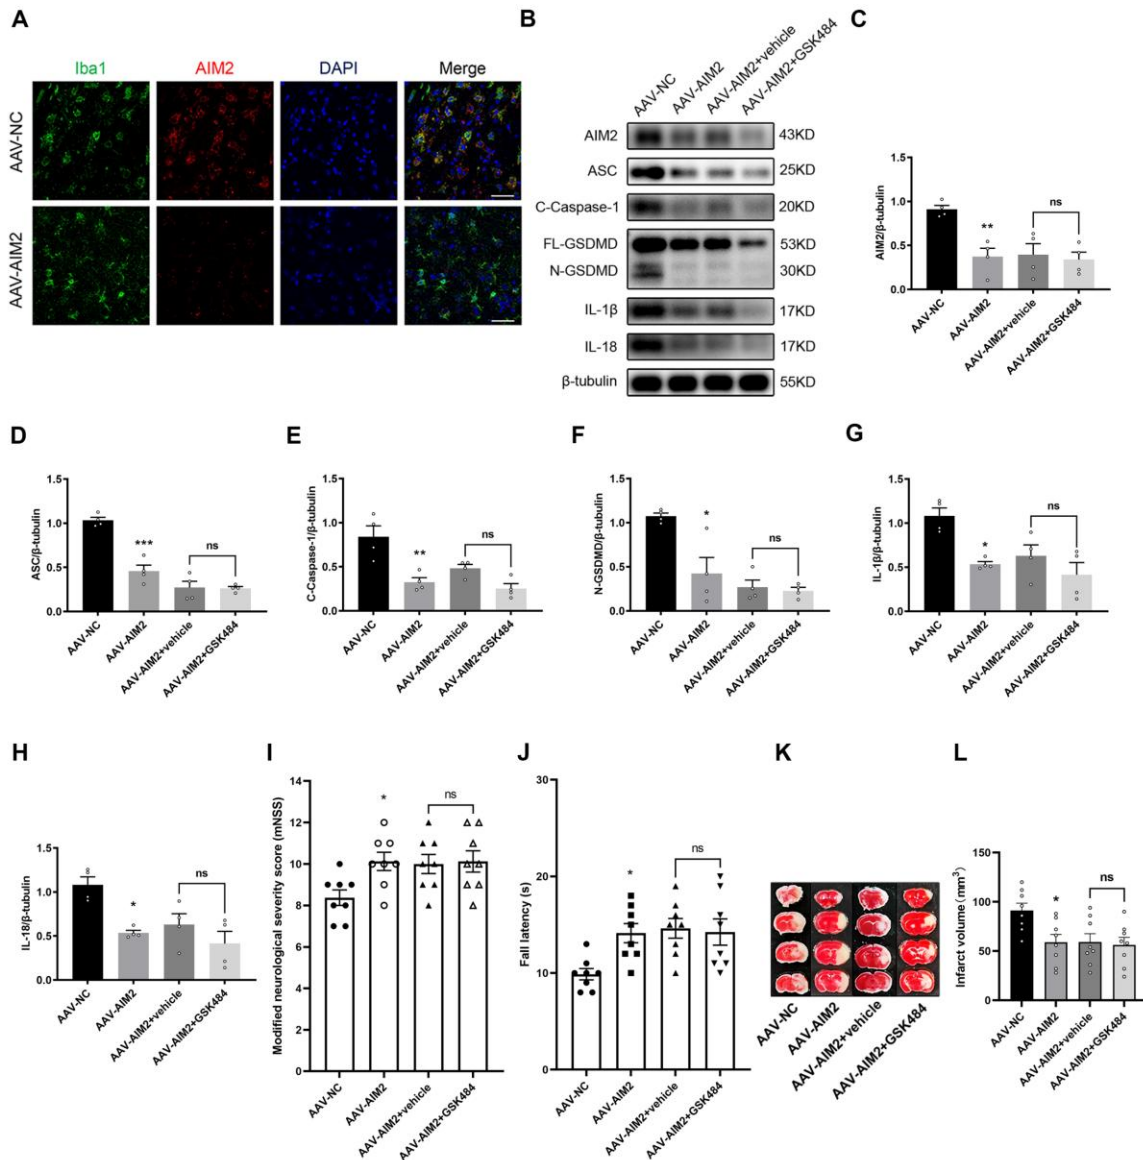 A
Iba1 AIM2 DAPI Merge
AAV-NC
AAV-AIM2
B
AAV-NC AAV-AIM2 AAV-AIM2+vehicle AAV-AIM2+GSK484
AIM2 43KD
ASC 25KD
C-Caspase-1 20KD
FL-GSDMD 53KD
N-GSDMD 30KD
IL-1β 17KD
IL-18 17KD
β-tubulin 55KD
C
AIM2/β-tubulin
1.5
1.0
0.5
0.0
**
ns
AAV-NC AAV-AIM2 AAV-AIM2+vehicle AAV-AIM2+GSK484
D
ASC/β-tubulin
1.5
1.0
0.5
0.0
***
ns
AAV-NC AAV-AIM2 AAV-AIM2+vehicle AAV-AIM2+GSK484
E
C-Caspase-1/β-tubulin
1.5
1.0
0.5
0.0
**
ns
AAV-NC AAV-AIM2 AAV-AIM2+vehicle AAV-AIM2+GSK484
F
N-GSDMD/β-tubulin
1.5
1.0
0.5
0.0
*
ns
AAV-NC AAV-AIM2 AAV-AIM2+vehicle AAV-AIM2+GSK484
G
IL-1β/β-tubulin
1.5
1.0
0.5
0.0
*
ns
AAV-NC AAV-AIM2 AAV-AIM2+vehicle AAV-AIM2+GSK484
H
IL-18/β-tubulin
1.5
1.0
0.5
0.0
*
ns
AAV-NC AAV-AIM2 AAV-AIM2+vehicle AAV-AIM2+GSK484
I
Modified neurological severity score (mNSS)
14
12
10
8
6
4
2
0
*
ns
AAV-NC AAV-AIM2 AAV-AIM2+vehicle AAV-AIM2+GSK484
J
Fall latency (s)
30
20
10
0
*
ns
AAV-NC AAV-AIM2 AAV-AIM2+vehicle AAV-AIM2+GSK484
K
AAV-NC AAV-AIM2 AAV-AIM2+vehicle AAV-AIM2+GSK484
L
Infarct volume(mm³)
150
100
50
0
*
ns
AAV-NC AAV-AIM2 AAV-AIM2+vehicle AAV-AIM2+GSK484